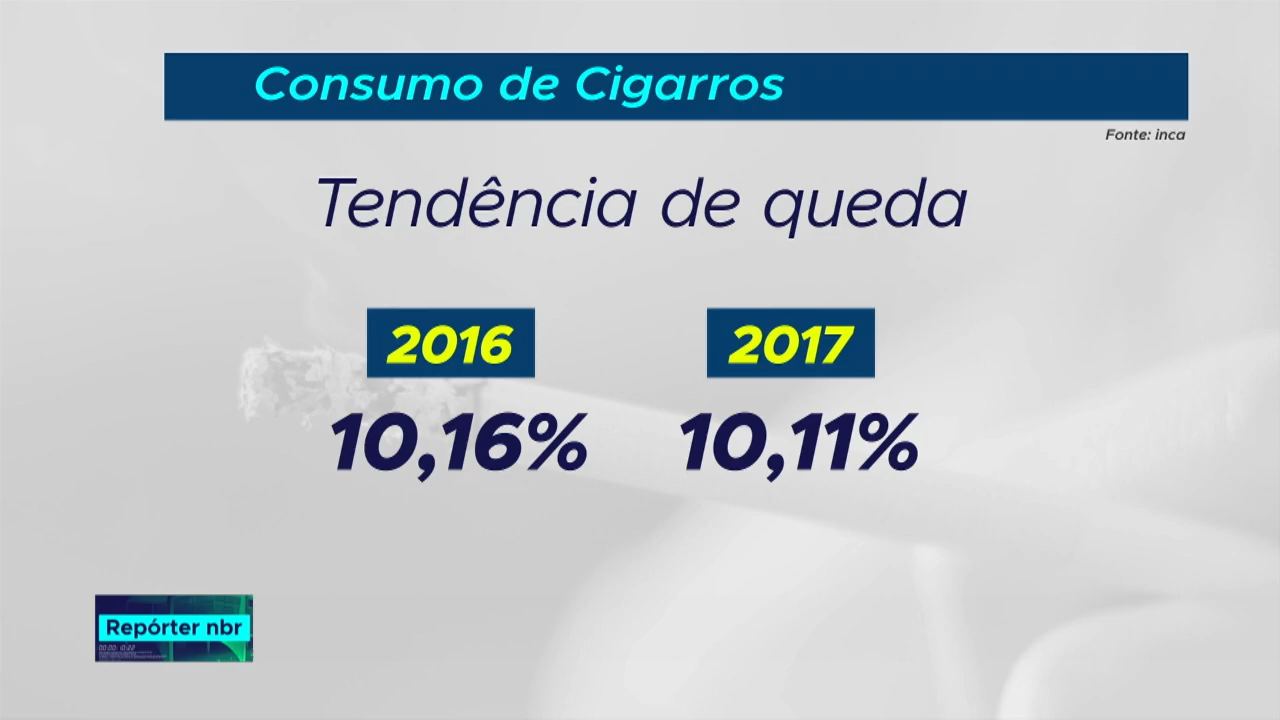 Consumo de Cigarros
Fonte: inca
Tendência de queda
2016 2017
10,16% 10,11%
Repórter nbr